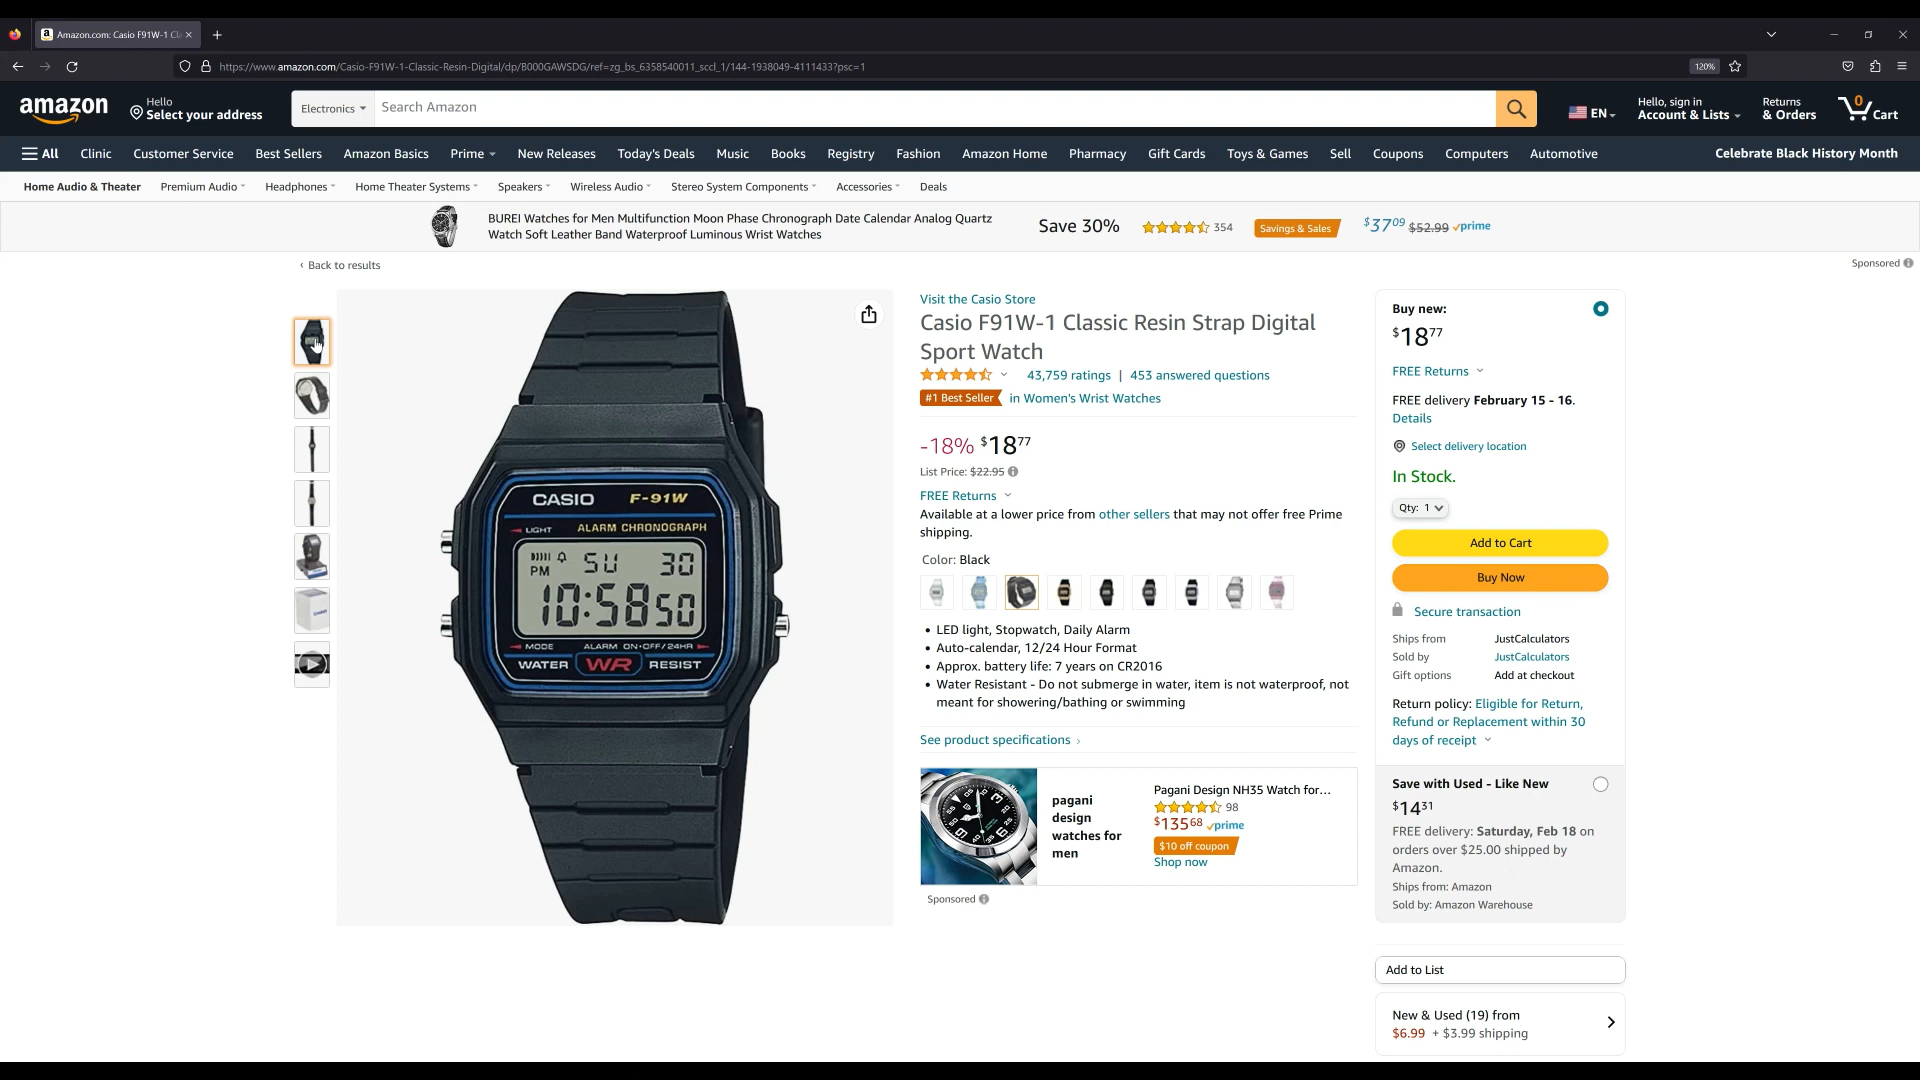 Amazon.com: Casio F91W-1 Cl
https://www.amazon.com/Casio-F91W-1-Classic-Resin-Digital/dp/B000GAWSDG/ref=zg_bs_6358540011_sccl_1/144-1938049-4111433?psc=1
120%
amazon
Hello
Select your address
Electronics
Search Amazon
EN
Hello, sign in
Account & Lists
Returns
& Orders
0
Cart
All
Clinic
Customer Service
Best Sellers
Amazon Basics
Prime
New Releases
Today's Deals
Music
Books
Registry
Fashion
Amazon Home
Pharmacy
Gift Cards
Toys & Games
Sell
Coupons
Computers
Automotive
Celebrate Black History Month
Home Audio & Theater
Premium Audio
Headphones
Home Theater Systems
Speakers
Wireless Audio
Stereo System Components
Accessories
Deals
BUREI Watches for Men Multifunction Moon Phase Chronograph Date Calendar Analog Quartz
Watch Soft Leather Band Waterproof Luminous Wrist Watches
Save 30%
354
Savings & Sales
$3709 $52.99 prime
‹ Back to results
Sponsored
CASIO F-91W
LIGHT ALARM CHRONOGRAPH
PM SU 30
10:58 50
MODE ALARM ON•OFF/24HR
WATER WR RESIST
Visit the Casio Store
Casio F91W-1 Classic Resin Strap Digital
Sport Watch
43,759 ratings | 453 answered questions
#1 Best Seller in Women's Wrist Watches
-18% $1877
List Price: $22.95
FREE Returns
Available at a lower price from other sellers that may not offer free Prime
shipping.
Color: Black
• LED light, Stopwatch, Daily Alarm
• Auto-calendar, 12/24 Hour Format
• Approx. battery life: 7 years on CR2016
• Water Resistant - Do not submerge in water, item is not waterproof, not
meant for showering/bathing or swimming
See product specifications ›
pagani
design
watches for
men
Pagani Design NH35 Watch for...
98
$13568 prime
$10 off coupon
Shop now
Sponsored
Buy new:
$1877
FREE Returns
FREE delivery February 15 - 16.
Details
Select delivery location
In Stock.
Qty: 1
Add to Cart
Buy Now
Secure transaction
Ships from JustCalculators
Sold by JustCalculators
Gift options Add at checkout
Return policy: Eligible for Return,
Refund or Replacement within 30
days of receipt
Save with Used - Like New
$1431
FREE delivery: Saturday, Feb 18 on
orders over $25.00 shipped by
Amazon.
Ships from: Amazon
Sold by: Amazon Warehouse
Add to List
New & Used (19) from
$6.99 + $3.99 shipping